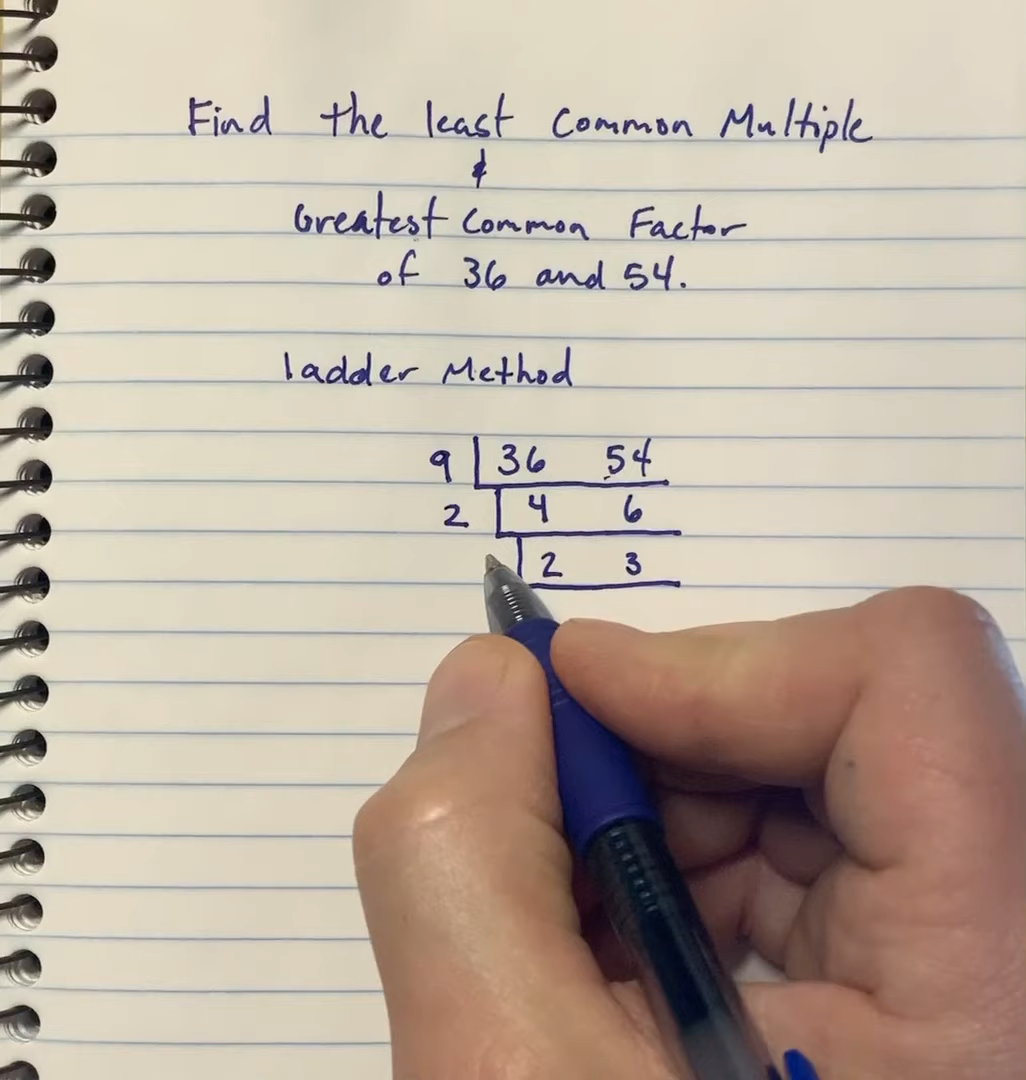 Find the least Common Multiple
&
Greatest Common Factor
of 36 and 54.
ladder Method
9 36 54
2 4 6
2 3